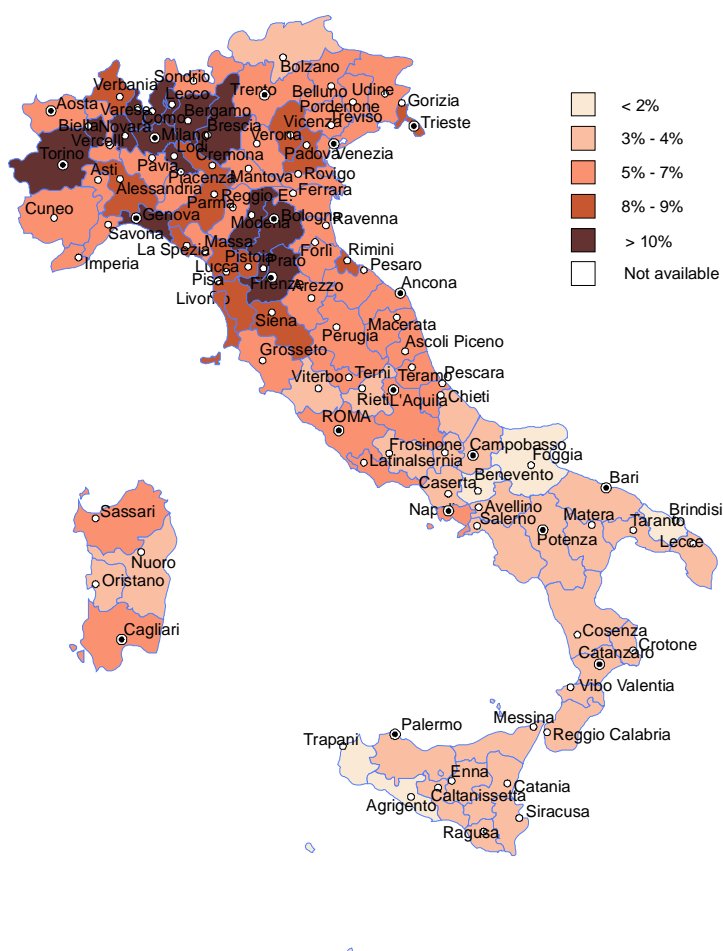 Bolzano
Sondrio
Verbania
Lecco
Trento
Belluno
Udine
Gorizia
Pordenone
Aosta
Varese
Como
Bergamo
Vicenza
Treviso
Trieste
Biella
Novara
Milano
Brescia
Verona
Vercelli
Lodi
Padova
Venezia
Torino
Pavia
Cremona
Asti
Piacenza
Mantova
Rovigo
Alessandria
Parma
Reggio E.
Ferrara
Cuneo
Genova
Modena
Bologna
Ravenna
Savona
La Spezia
Massa
Forlì
Rimini
Imperia
Lucca
Pistoia
Prato
Pesaro
Pisa
Firenze
Arezzo
Ancona
Livorno
Siena
Macerata
Perugia
Ascoli Piceno
Grosseto
Viterbo
Terni
Teramo
Pescara
Rieti
L'Aquila
Chieti
ROMA
Frosinone
Campobasso
Latina
Isernia
Foggia
Caserta
Benevento
Bari
Napoli
Avellino
Salerno
Matera
Taranto
Brindisi
Potenza
Lecce
Sassari
Nuoro
Oristano
Cagliari
Cosenza
Catanzaro
Crotone
Vibo Valentia
Messina
Reggio Calabria
Palermo
Trapani
Enna
Catania
Caltanissetta
Agrigento
Siracusa
Ragusa
< 2%
3% - 4%
5% - 7%
8% - 9%
> 10%
Not available